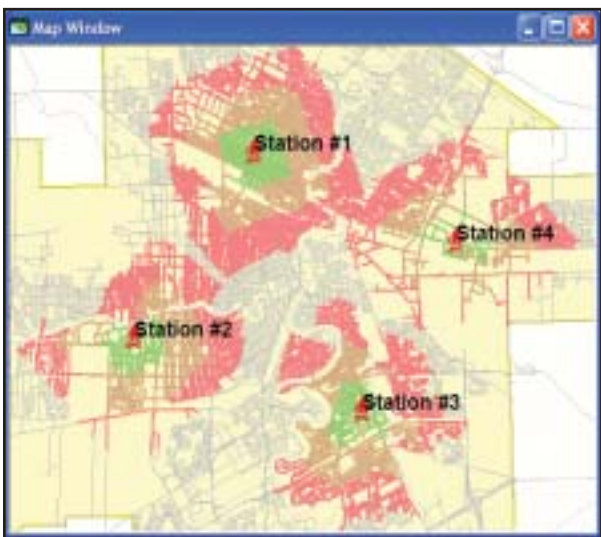 Map Window
Station #1
Station #4
Station #2
Station #3